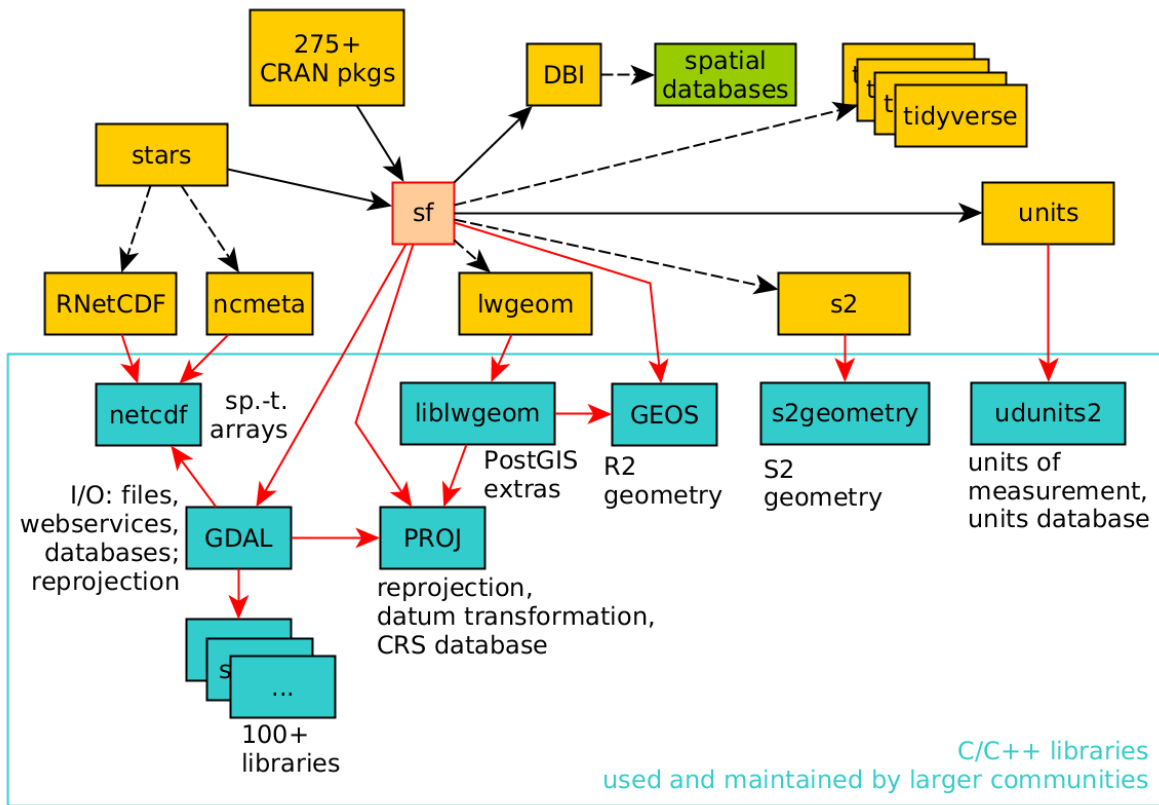 275+
CRAN pkgs
DBI
spatial
databases
t
t
t
tidyverse
stars
sf
units
RNetCDF
ncmeta
lwgeom
s2
netcdf
sp.-t.
arrays
liblwgeom
GEOS
s2geometry
udunits2
PostGIS
extras
R2
geometry
S2
geometry
units of
measurement,
units database
I/O: files,
webservices,
databases;
reprojection
GDAL
PROJ
reprojection,
datum transformation,
CRS database
s
...
100+
libraries
C/C++ libraries
used and maintained by larger communities